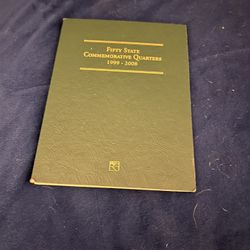 Fifty State
Commemorative Quarters
1999 - 2008